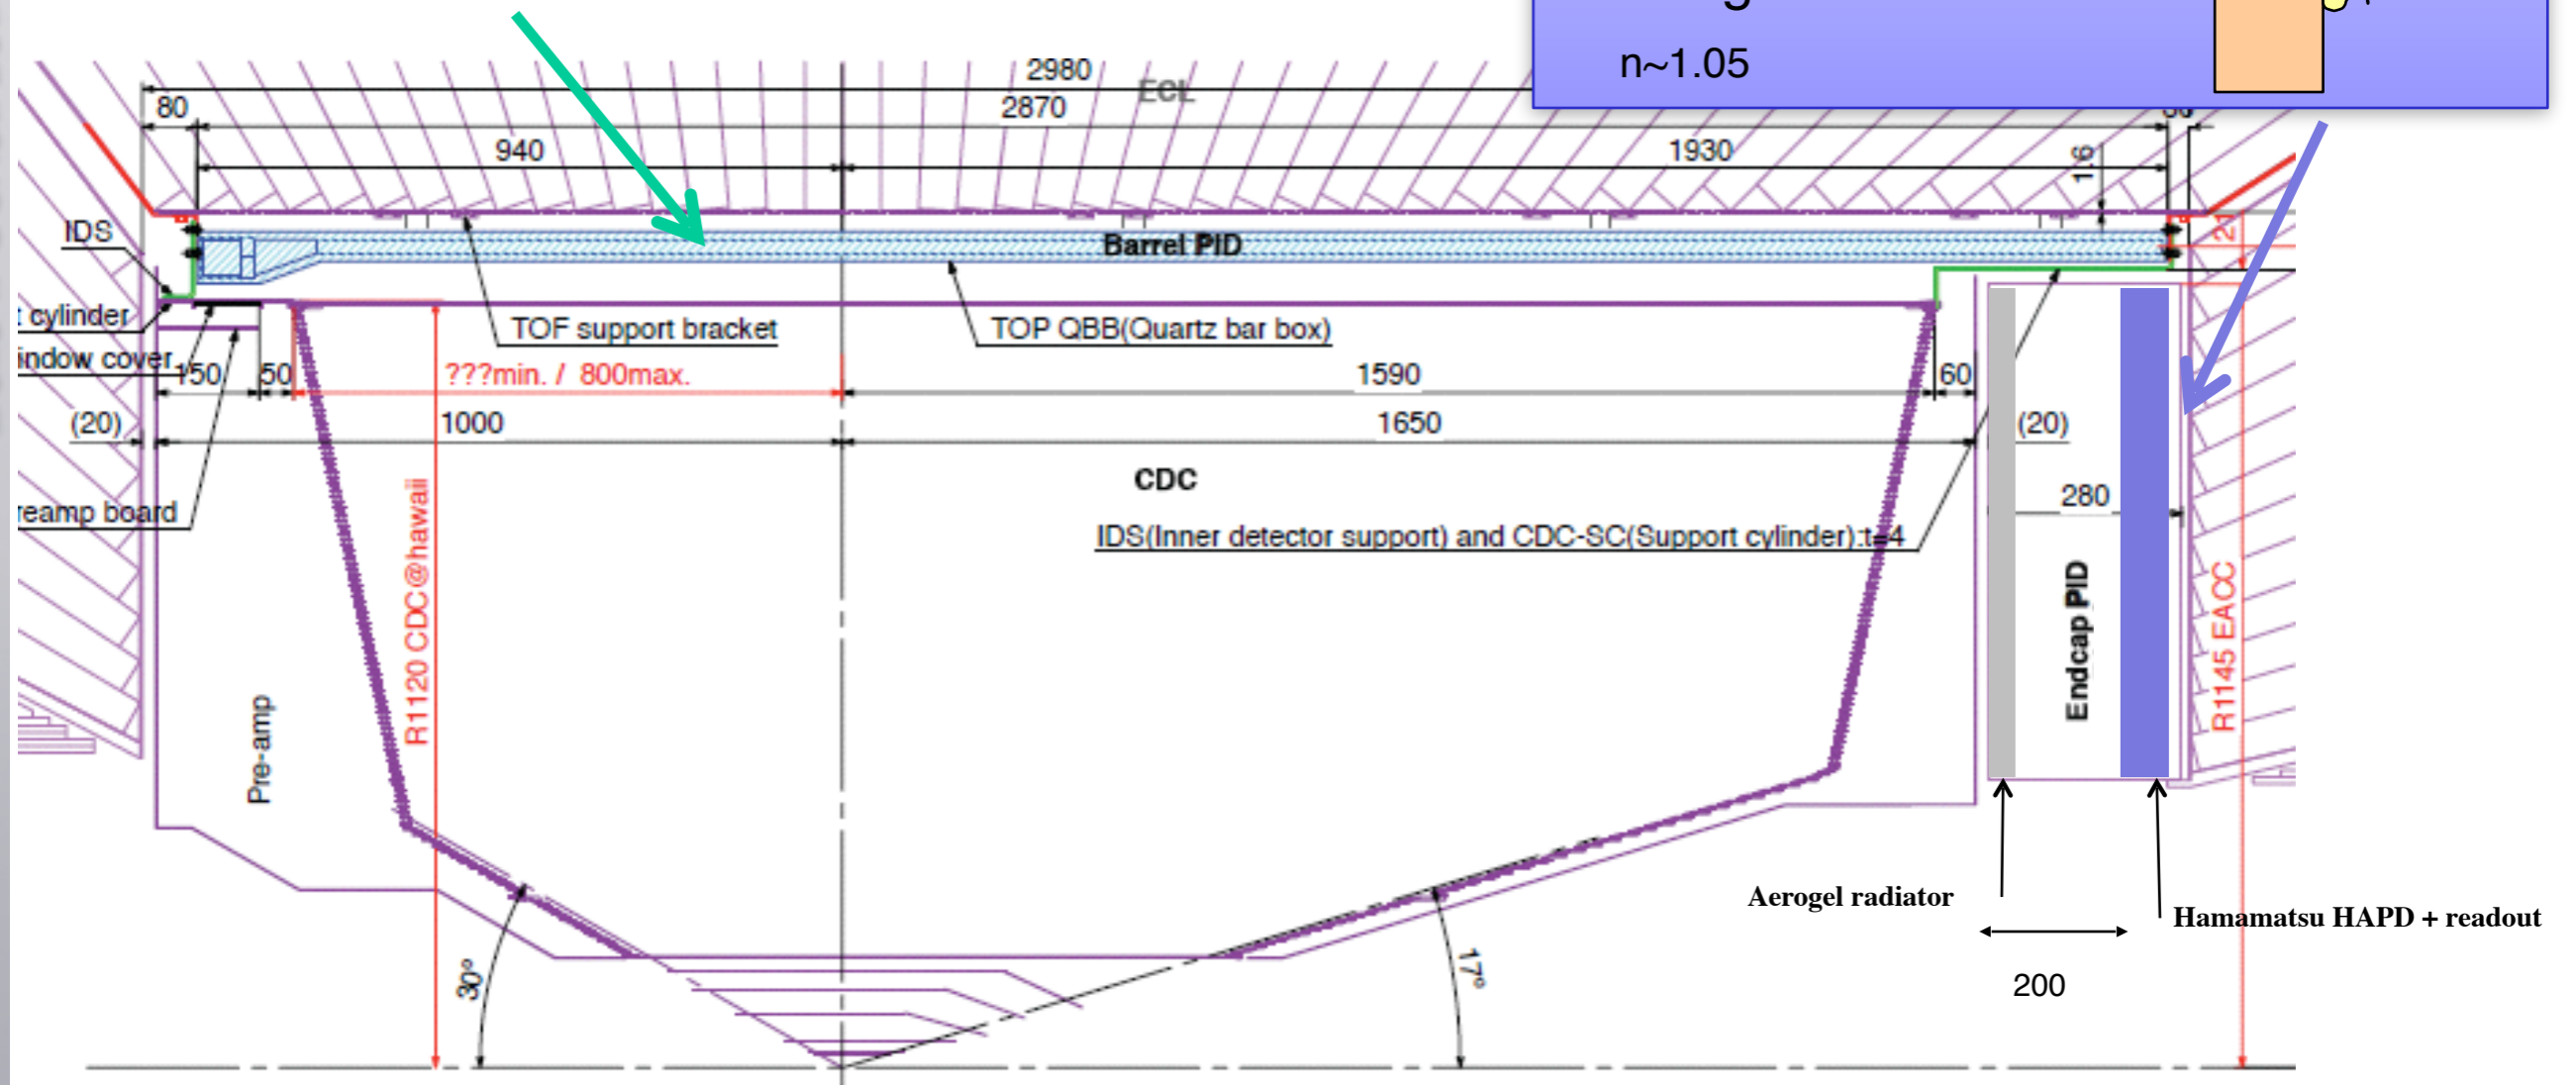 n~1.05
2980
ECL
80
2870
940
1930
1.6
IDS
Barrel PID
21
t cylinder
TOF support bracket
TOP QBB(Quartz bar box)
indow cover
150
50
???min. / 800max.
1590
60
(20)
1000
1650
(20)
CDC
280
reamp board
IDS(Inner detector support) and CDC-SC(Support cylinder):t=4
R1120 CDC@hawaii
Endcap PID
R1145 EACC
Pre-amp
Aerogel radiator
Hamamatsu HAPD + readout
30°
17°
200